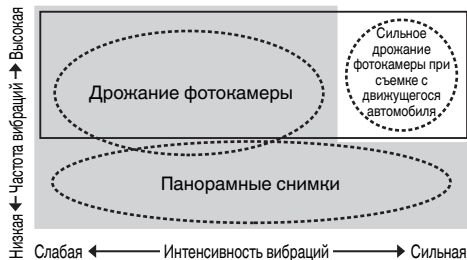 Низкая Частота вибраций Высокая
Дрожание фотокамеры
Сильное
дрожание
фотокамеры при
съемке с
движущегося
автомобиля
Панорамные снимки
Слабая Интенсивность вибраций Сильная